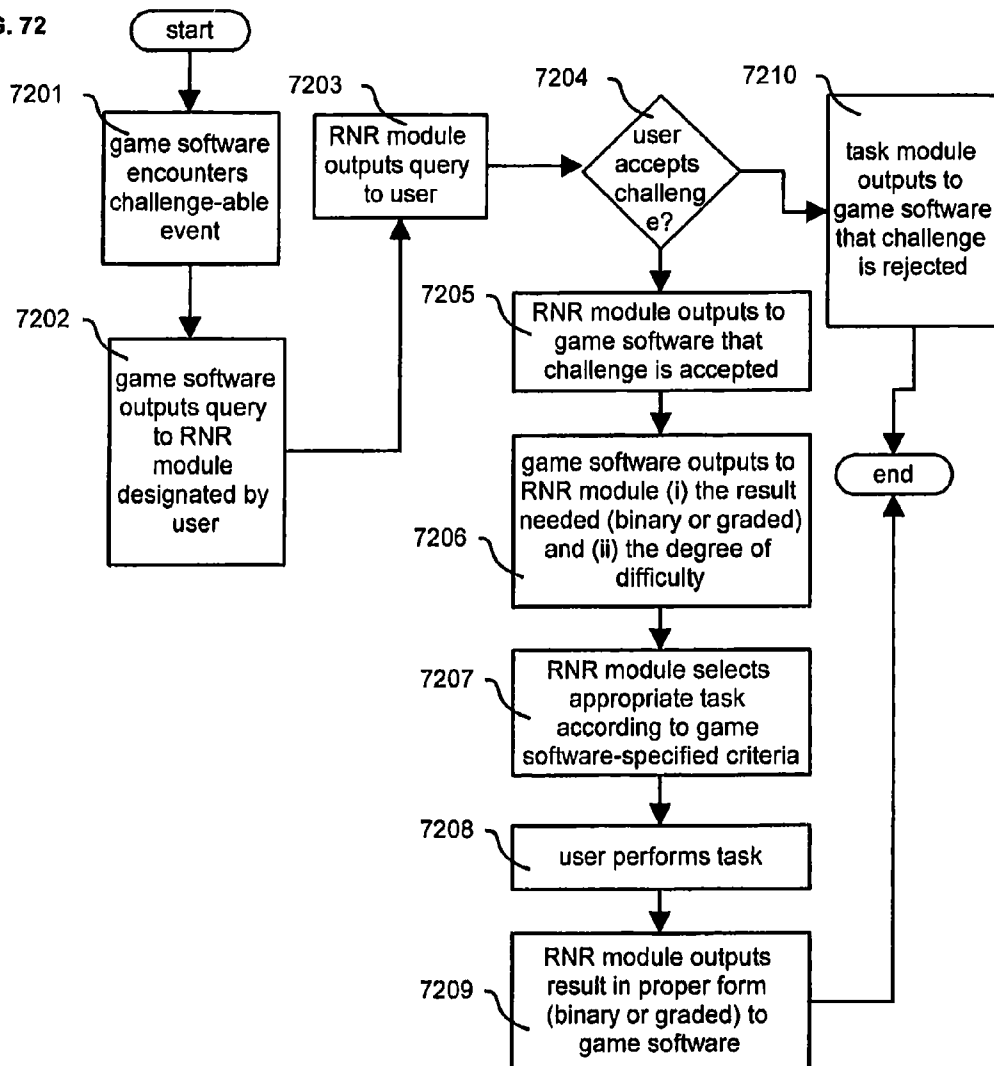 G. 72
start
7201
game software
encounters
challenge-able
event
7202
game software
outputs query
to RNR
module
designated by
user
7203
RNR module
outputs query
to user
7204
user
accepts
challeng
e?
7210
task module
outputs to
game software
that challenge
is rejected
7205
RNR module outputs to
game software that
challenge is accepted
7206
game software outputs to
RNR module (i) the result
needed (binary or graded)
and (ii) the degree of
difficulty
end
7207
RNR module selects
appropriate task
according to game
software-specified criteria
7208
user performs task
7209
RNR module outputs
result in proper form
(binary or graded) to
game software